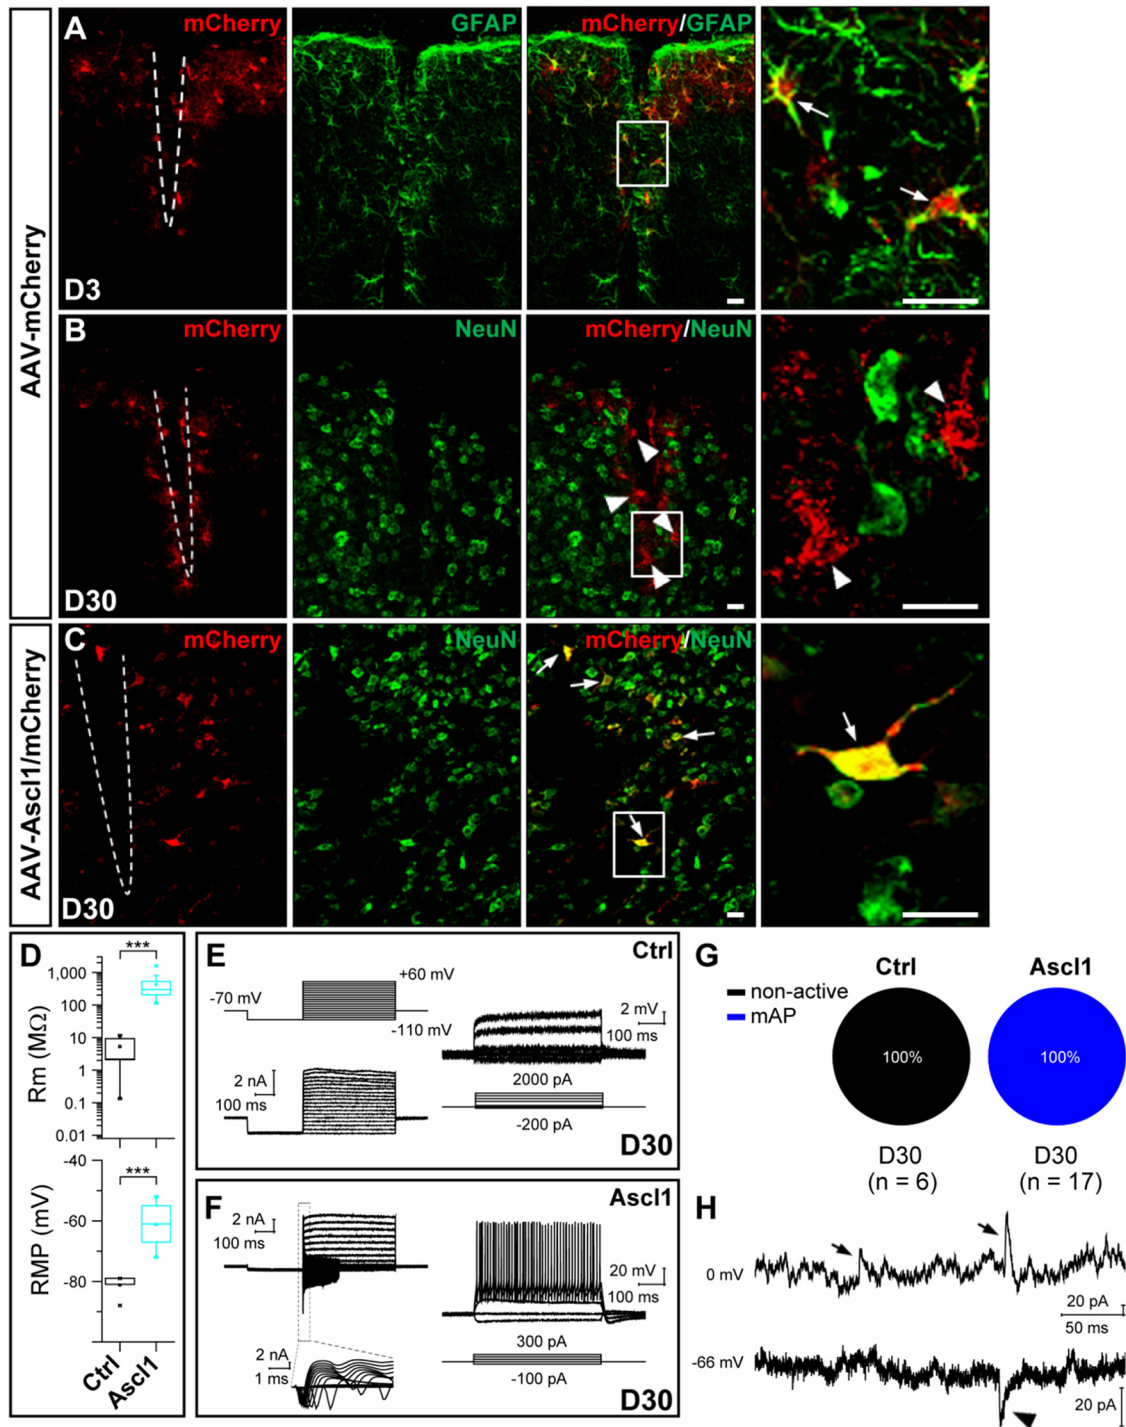 AAV-mCherry
A
mCherry
D3
GFAP
mCherry/GFAP
B
mCherry
D30
NeuN
mCherry/NeuN
AAV-Ascl1/mCherry
C
mCherry
D30
NeuN
mCherry/NeuN
D
***
1,000
100
10
1
0.1
0.01
Rm (MΩ)
***
-40
-60
-80
RMP (mV)
Ctrl
Ascl1
E
Ctrl
-70 mV
+60 mV
-110 mV
2 nA
100 ms
2 mV
100 ms
2000 pA
-200 pA
D30
F
Ascl1
2 nA
100 ms
2 nA
1 ms
20 mV
100 ms
300 pA
-100 pA
D30
G
non-active
mAP
Ctrl
100%
D30
(n = 6)
Ascl1
100%
D30
(n = 17)
H
0 mV
20 pA
50 ms
-66 mV
20 pA